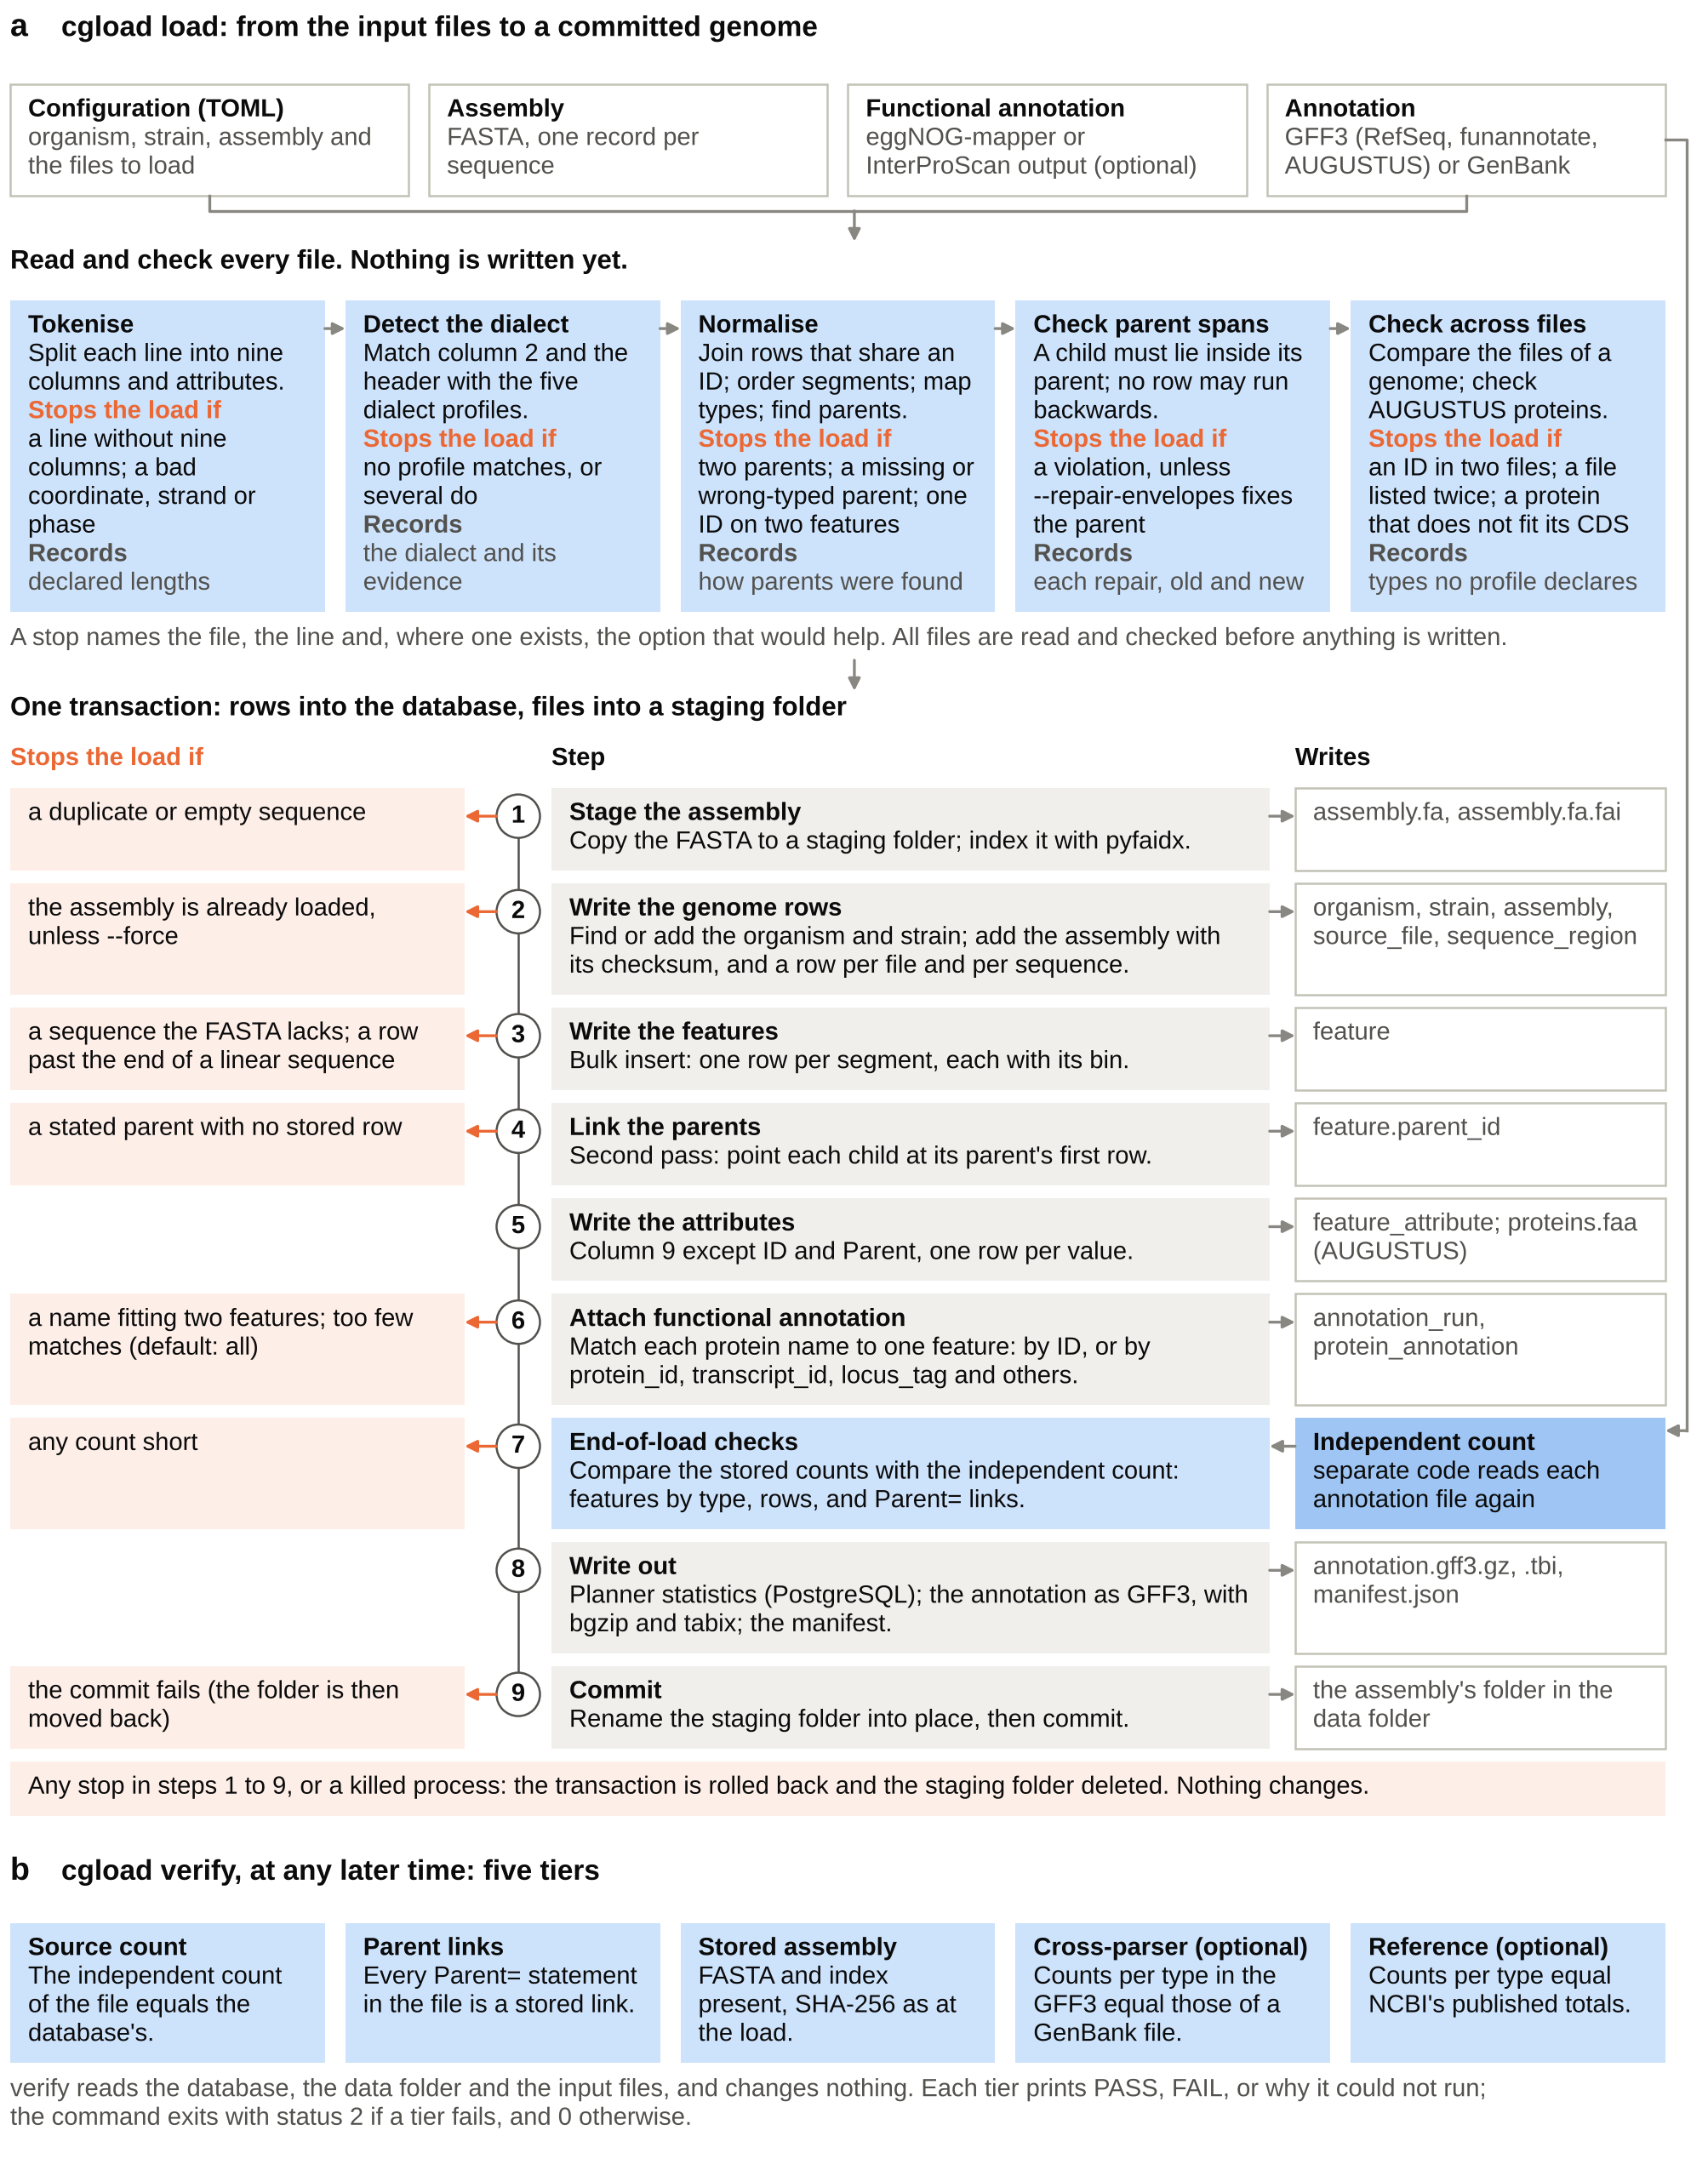 a cgload load: from the input files to a committed genome
Configuration (TOML)
organism, strain, assembly and
the files to load
Assembly
FASTA, one record per
sequence
Functional annotation
eggNOG-mapper or
InterProScan output (optional)
Annotation
GFF3 (RefSeq, funannotate,
AUGUSTUS) or GenBank
Read and check every file. Nothing is written yet.
Tokenise
Split each line into nine
columns and attributes.
Stops the load if
a line without nine
columns; a bad
coordinate, strand or
phase
Records
declared lengths
Detect the dialect
Match column 2 and the
header with the five
dialect profiles.
Stops the load if
no profile matches, or
several do
Records
the dialect and its
evidence
Normalise
Join rows that share an
ID; order segments; map
types; find parents.
Stops the load if
two parents; a missing or
wrong-typed parent; one
ID on two features
Records
how parents were found
Check parent spans
A child must lie inside its
parent; no row may run
backwards.
Stops the load if
a violation, unless
--repair-envelopes fixes
the parent
Records
each repair, old and new
Check across files
Compare the files of a
genome; check
AUGUSTUS proteins.
Stops the load if
an ID in two files; a file
listed twice; a protein
that does not fit its CDS
Records
types no profile declares
A stop names the file, the line and, where one exists, the option that would help. All files are read and checked before anything is written.
One transaction: rows into the database, files into a staging folder
Stops the load if
Step
Writes
a duplicate or empty sequence
1
Stage the assembly
Copy the FASTA to a staging folder; index it with pyfaidx.
assembly.fa, assembly.fa.fai
the assembly is already loaded,
unless --force
2
Write the genome rows
Find or add the organism and strain; add the assembly with
its checksum, and a row per file and per sequence.
organism, strain, assembly,
source_file, sequence_region
a sequence the FASTA lacks; a row
past the end of a linear sequence
3
Write the features
Bulk insert: one row per segment, each with its bin.
feature
a stated parent with no stored row
4
Link the parents
Second pass: point each child at its parent's first row.
feature.parent_id
5
Write the attributes
Column 9 except ID and Parent, one row per value.
feature_attribute; proteins.faa
(AUGUSTUS)
a name fitting two features; too few
matches (default: all)
6
Attach functional annotation
Match each protein name to one feature: by ID, or by
protein_id, transcript_id, locus_tag and others.
annotation_run,
protein_annotation
any count short
7
End-of-load checks
Compare the stored counts with the independent count:
features by type, rows, and Parent= links.
Independent count
separate code reads each
annotation file again
8
Write out
Planner statistics (PostgreSQL); the annotation as GFF3, with
bgzip and tabix; the manifest.
annotation.gff3.gz, .tbi,
manifest.json
the commit fails (the folder is then
moved back)
9
Commit
Rename the staging folder into place, then commit.
the assembly's folder in the
data folder
Any stop in steps 1 to 9, or a killed process: the transaction is rolled back and the staging folder deleted. Nothing changes.
b cgload verify, at any later time: five tiers
Source count
The independent count
of the file equals the
database's.
Parent links
Every Parent= statement
in the file is a stored link.
Stored assembly
FASTA and index
present, SHA-256 as at
the load.
Cross-parser (optional)
Counts per type in the
GFF3 equal those of a
GenBank file.
Reference (optional)
Counts per type equal
NCBI's published totals.
verify reads the database, the data folder and the input files, and changes nothing. Each tier prints PASS, FAIL, or why it could not run;
the command exits with status 2 if a tier fails, and 0 otherwise.